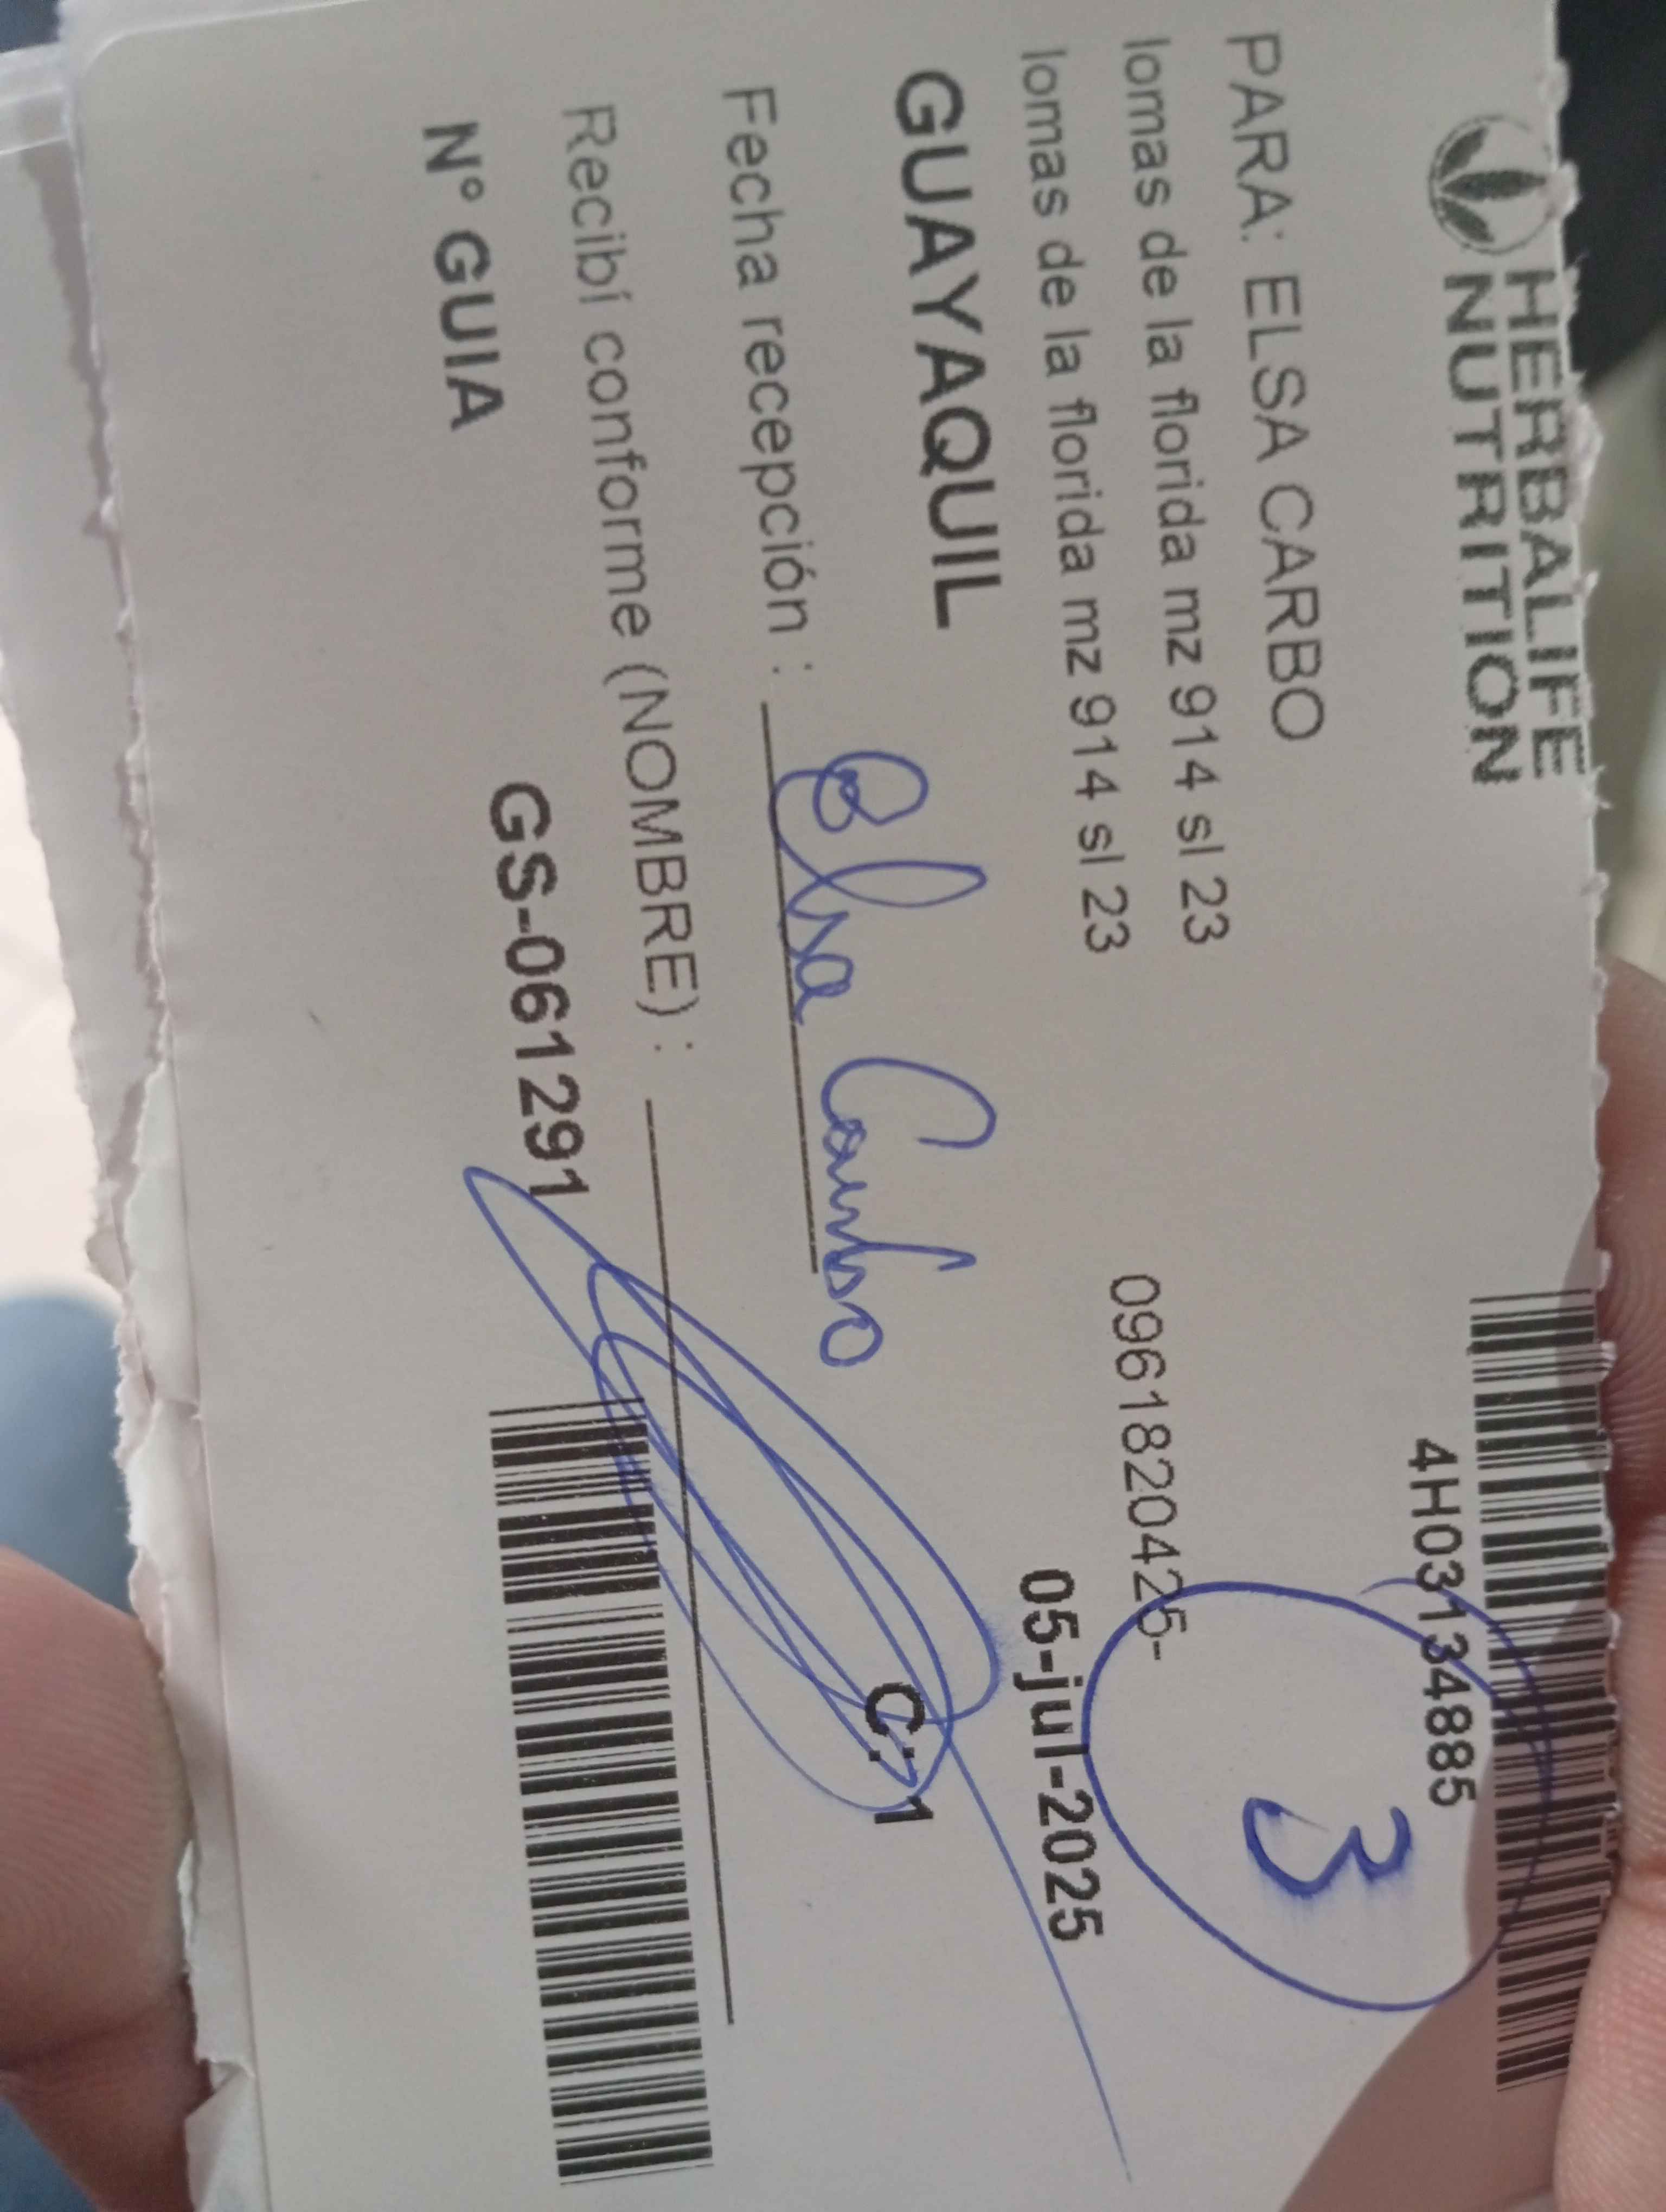 HERBALIFE
NUTRITION
4H03134885
PARA: ELSA CARBO
lomas de la florida mz 914 sl 23
0961820425-
3
lomas de la florida mz 914 sl 23
05-jul-2025
GUAYAQUIL
C:1
Fecha recepción : Elsa Carbo
Recibí conforme (NOMBRE) :
N° GUIA GS-061291